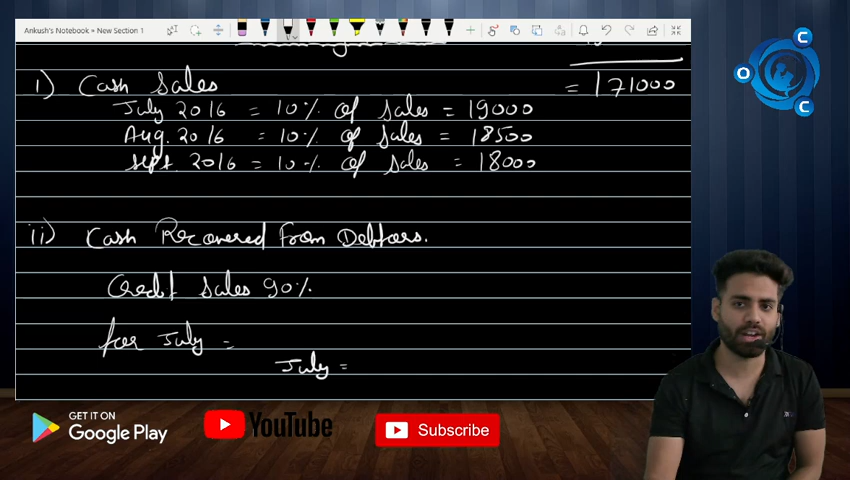 Ankush's Notebook » New Section 1
= 171000
i) Cash Sales
July 2016 = 10% of sales = 19000
Aug. 2016 = 10% of sales = 18500
Sept. 2016 = 10% of sales = 18000
ii) Cash Recovered from Debtors.
Credit Sales 90%
for July =
July =
C
O
C
GET IT ON
Google Play
YouTube
Subscribe